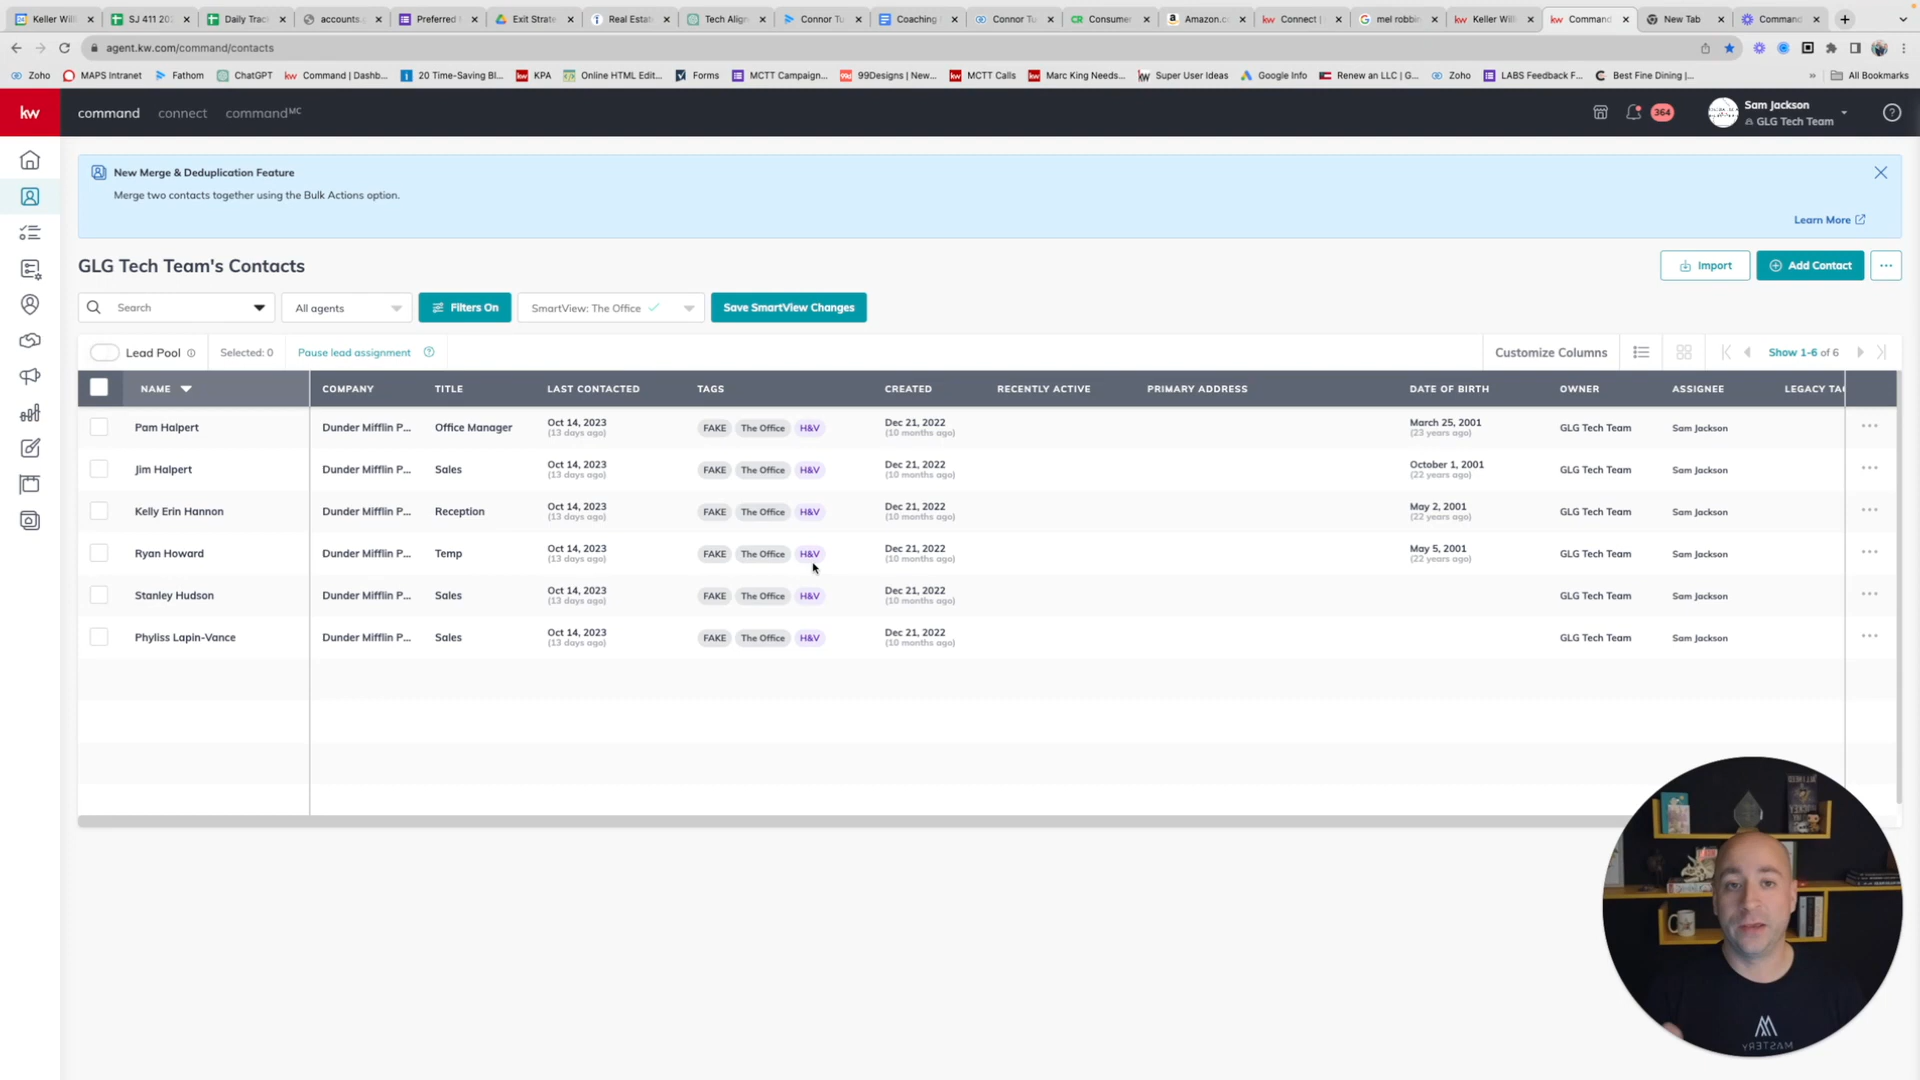 Keller Willi
SJ 411 202
Daily Track
accounts.g
Preferred
Exit Strate
Real Estat
Tech Align
Connor Tu
Coaching
Connor Tu
Consumer
Amazon.co
Connect |
mel robbin
Keller Will
Command
New Tab
Command
agent.kw.com/command/contacts
Zoho
MAPS Intranet
Fathom
ChatGPT
Command | Dashb...
20 Time-Saving Bl...
KPA
Online HTML Edit...
Forms
MCTT Campaign...
99Designs | New...
MCTT Calls
Marc King Needs...
Super User Ideas
Google Info
Renew an LLC | G...
Zoho
LABS Feedback F...
Best Fine Dining |...
All Bookmarks
kw
command
connect
commandMC
364
Sam Jackson
GLG Tech Team
New Merge & Deduplication Feature
Merge two contacts together using the Bulk Actions option.
Learn More
GLG Tech Team's Contacts
Import
Add Contact
Search
All agents
Filters On
SmartView: The Office
Save SmartView Changes
Lead Pool
Selected: 0
Pause lead assignment
Customize Columns
Show 1-6 of 6
NAME COMPANY TITLE LAST CONTACTED TAGS CREATED RECENTLY ACTIVE PRIMARY ADDRESS DATE OF BIRTH OWNER ASSIGNEE LEGACY TAG
Pam Halpert Dunder Mifflin P... Office Manager Oct 14, 2023 FAKE The Office H&V Dec 21, 2022 March 25, 2001 GLG Tech Team Sam Jackson
(13 days ago) (10 months ago) (23 years ago)
Jim Halpert Dunder Mifflin P... Sales Oct 14, 2023 FAKE The Office H&V Dec 21, 2022 October 1, 2001 GLG Tech Team Sam Jackson
(13 days ago) (10 months ago) (22 years ago)
Kelly Erin Hannon Dunder Mifflin P... Reception Oct 14, 2023 FAKE The Office H&V Dec 21, 2022 May 2, 2001 GLG Tech Team Sam Jackson
(13 days ago) (10 months ago) (22 years ago)
Ryan Howard Dunder Mifflin P... Temp Oct 14, 2023 FAKE The Office H&V Dec 21, 2022 May 5, 2001 GLG Tech Team Sam Jackson
(13 days ago) (10 months ago) (22 years ago)
Stanley Hudson Dunder Mifflin P... Sales Oct 14, 2023 FAKE The Office H&V Dec 21, 2022 GLG Tech Team Sam Jackson
(13 days ago) (10 months ago)
Phyliss Lapin-Vance Dunder Mifflin P... Sales Oct 14, 2023 FAKE The Office H&V Dec 21, 2022 GLG Tech Team Sam Jackson
(13 days ago) (10 months ago)
MASTERY